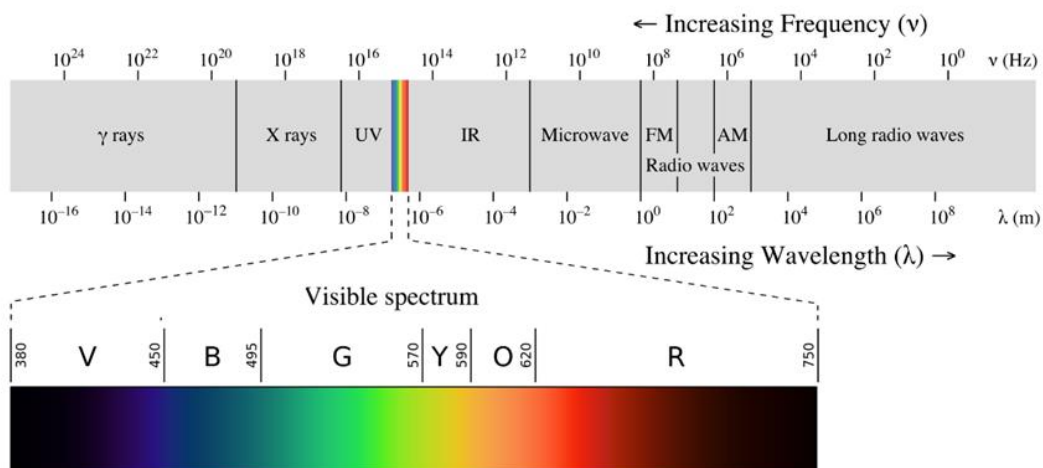 ← Increasing Frequency (ν)
10²⁴ 10²² 10²⁰ 10¹⁸ 10¹⁶ 10¹⁴ 10¹² 10¹⁰ 10⁸ 10⁶ 10⁴ 10² 10⁰ ν (Hz)
γ rays X rays UV IR Microwave FM AM Long radio waves
Radio waves
10⁻¹⁶ 10⁻¹⁴ 10⁻¹² 10⁻¹⁰ 10⁻⁸ 10⁻⁶ 10⁻⁴ 10⁻² 10⁰ 10² 10⁴ 10⁶ 10⁸ λ (m)
Increasing Wavelength (λ) →
Visible spectrum
380 V 450 B 495 G 570 Y 590 O 620 R 750